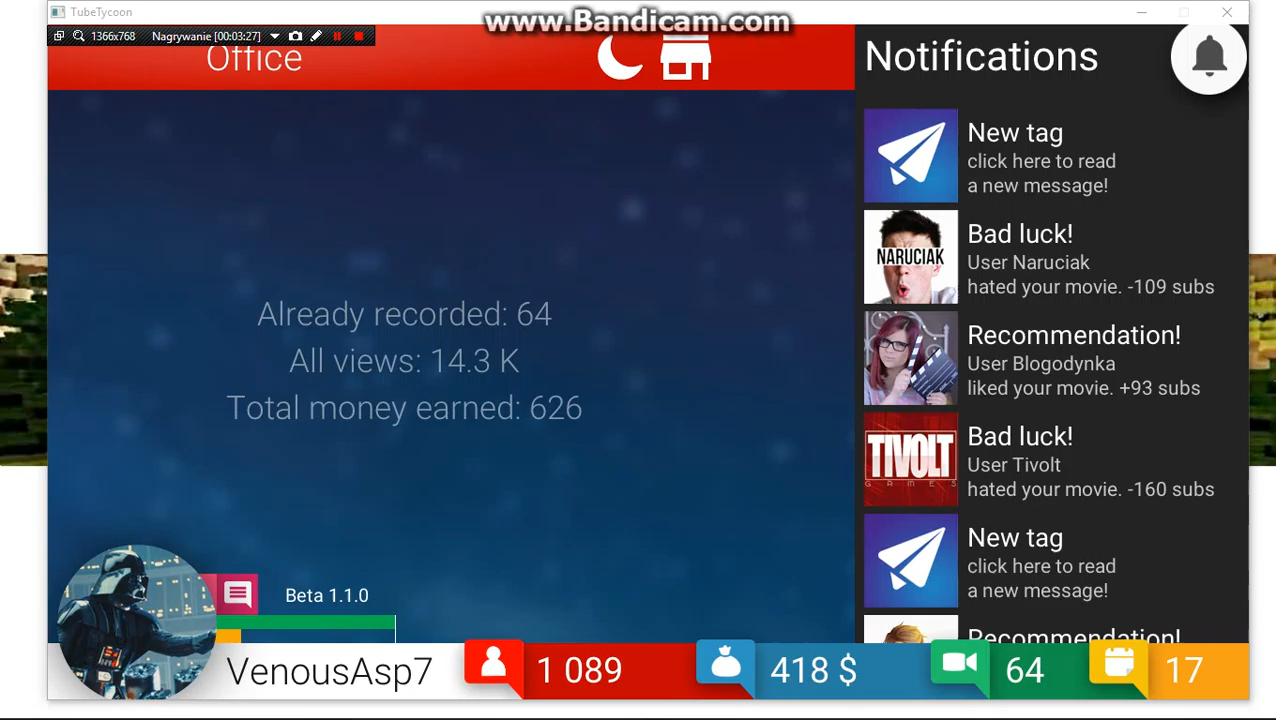 TubeTycoon
www.Bandicam.com
1366x768 Nagrywanie [00:03:27]
Office
Notifications
New tag
click here to read
a new message!
NARUCIAK
Bad luck!
User Naruciak
hated your movie. -109 subs
Recommendation!
User Blogodynka
liked your movie. +93 subs
TIVOLT
GAMES
Bad luck!
User Tivolt
hated your movie. -160 subs
New tag
click here to read
a new message!
Recommendation!
Already recorded: 64
All views: 14.3 K
Total money earned: 626
Beta 1.1.0
VenousAsp7
1 089
418 $
64
17